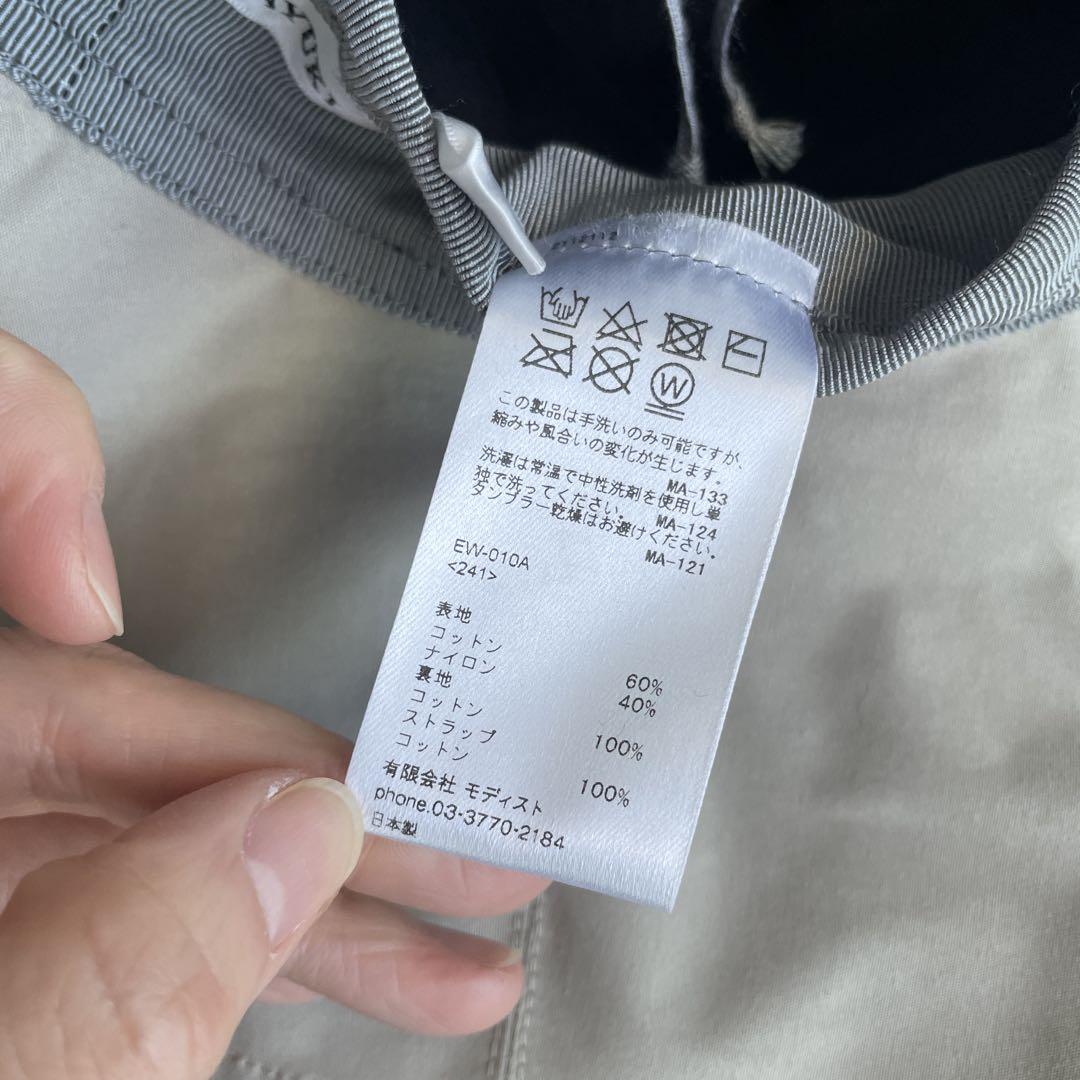 W
この製品は手洗いのみ可能ですが、
縮みや風合いの変化が生じます。
MA-133
洗濯は常温で中性洗剤を使用し単
独で洗ってください。 MA-124
タンブラー乾燥はお避けください。
MA-121
EW-010A
<241>
表地
コットン 60%
ナイロン 40%
裏地
コットン 100%
ストラップ
コットン 100%
有限会社 モディスト
phone.03-3770-2184
日本製